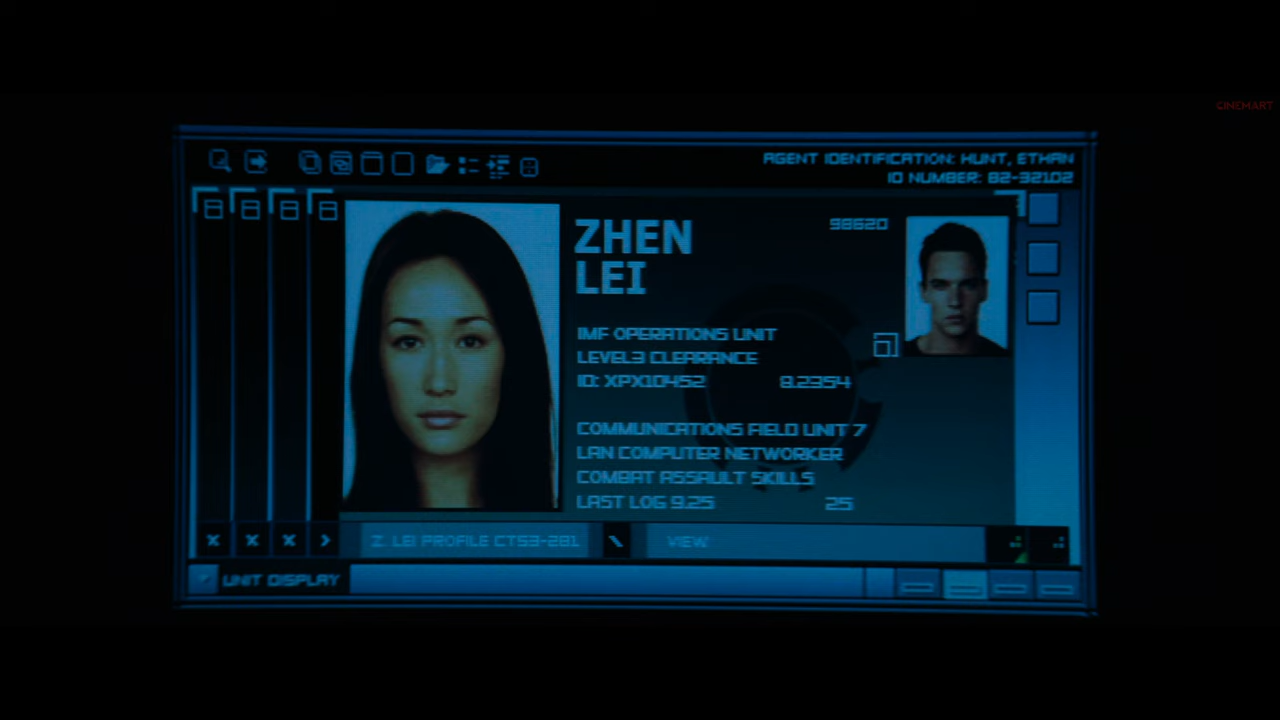 CINEMART
AGENT IDENTIFICATION: HUNT, ETHAN
ID NUMBER: 82-32102
ZHEN
LEI
98620
IMF OPERATIONS UNIT
LEVEL3 CLEARANCE
ID: XPX10452 8.2354
COMMUNICATIONS FIELD UNIT 7
LAN COMPUTER NETWORKER
COMBAT ASSAULT SKILLS
LAST LOG 9.25 25
Z. LEI PROFILE CT53-281 VIEW
UNIT DISPLAY